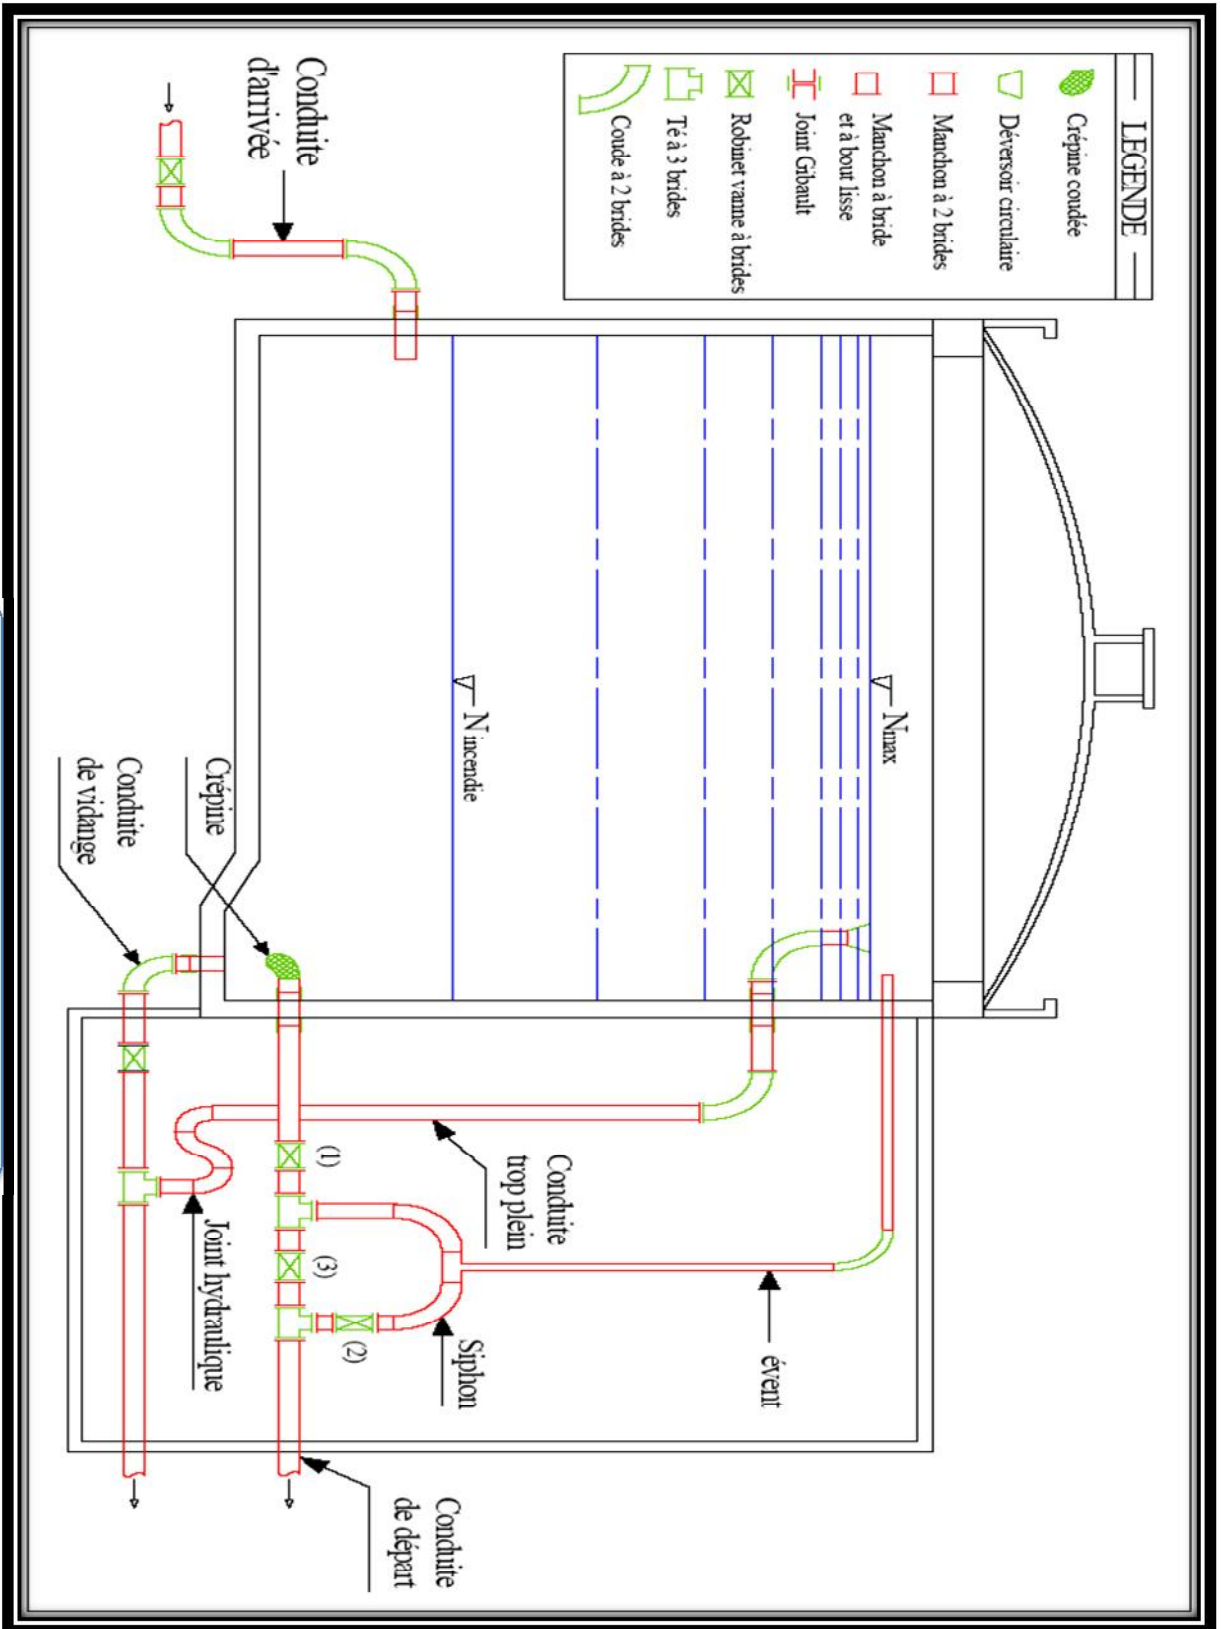 LEGENDE
Crépine coudée
Déversoir circulaire
Manchon à 2 brides
Manchon à bride
et à bout lisse
Joint Gibault
Robinet vanne à brides
Té à 3 brides
Coude à 2 brides
Conduite
d'arrivée
Nmax
N incendie
Crépine
Conduite
de vidange
Conduite
trop plein
évent
(1)
(3)
(2)
Siphon
Joint hydraulique
Conduite
de départ